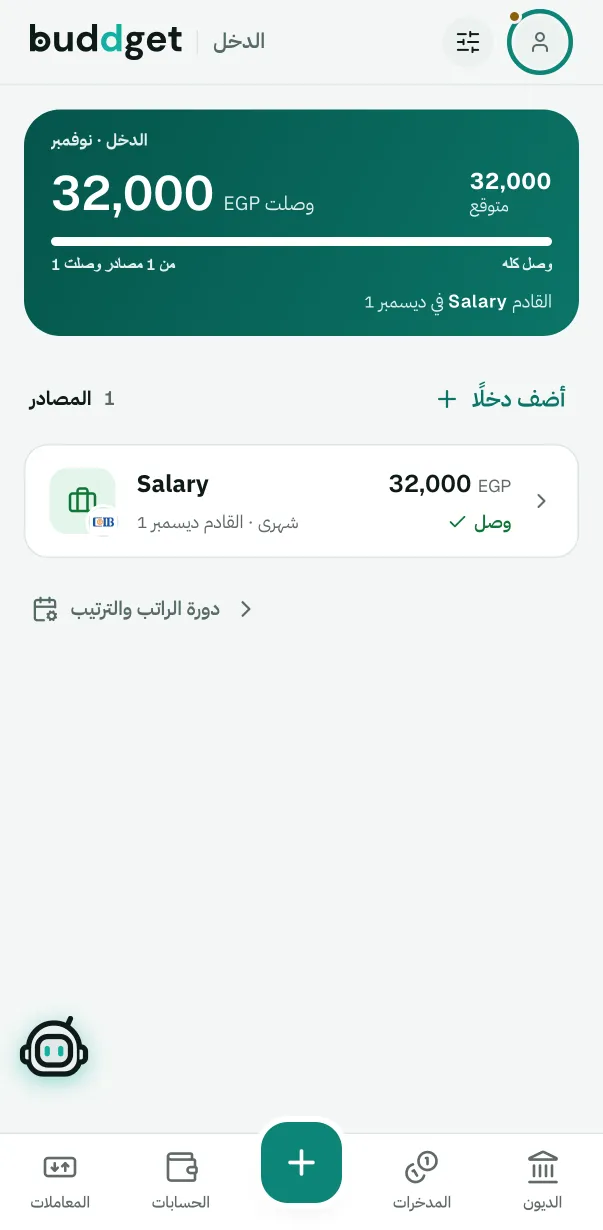 buddget
الدخل
الدخل · نوفمبر
32,000 EGP وصلت
32,000
متوقع
1 من 1 مصادر وصلت
وصل كله
القادم Salary في ديسمبر 1
المصادر 1
أضف دخلًا +
Salary
32,000 EGP
CIB
شهري · القادم ديسمبر 1
وصل
دورة الراتب والترتيب
المعاملات
الحسابات
+
المدخرات
الديون